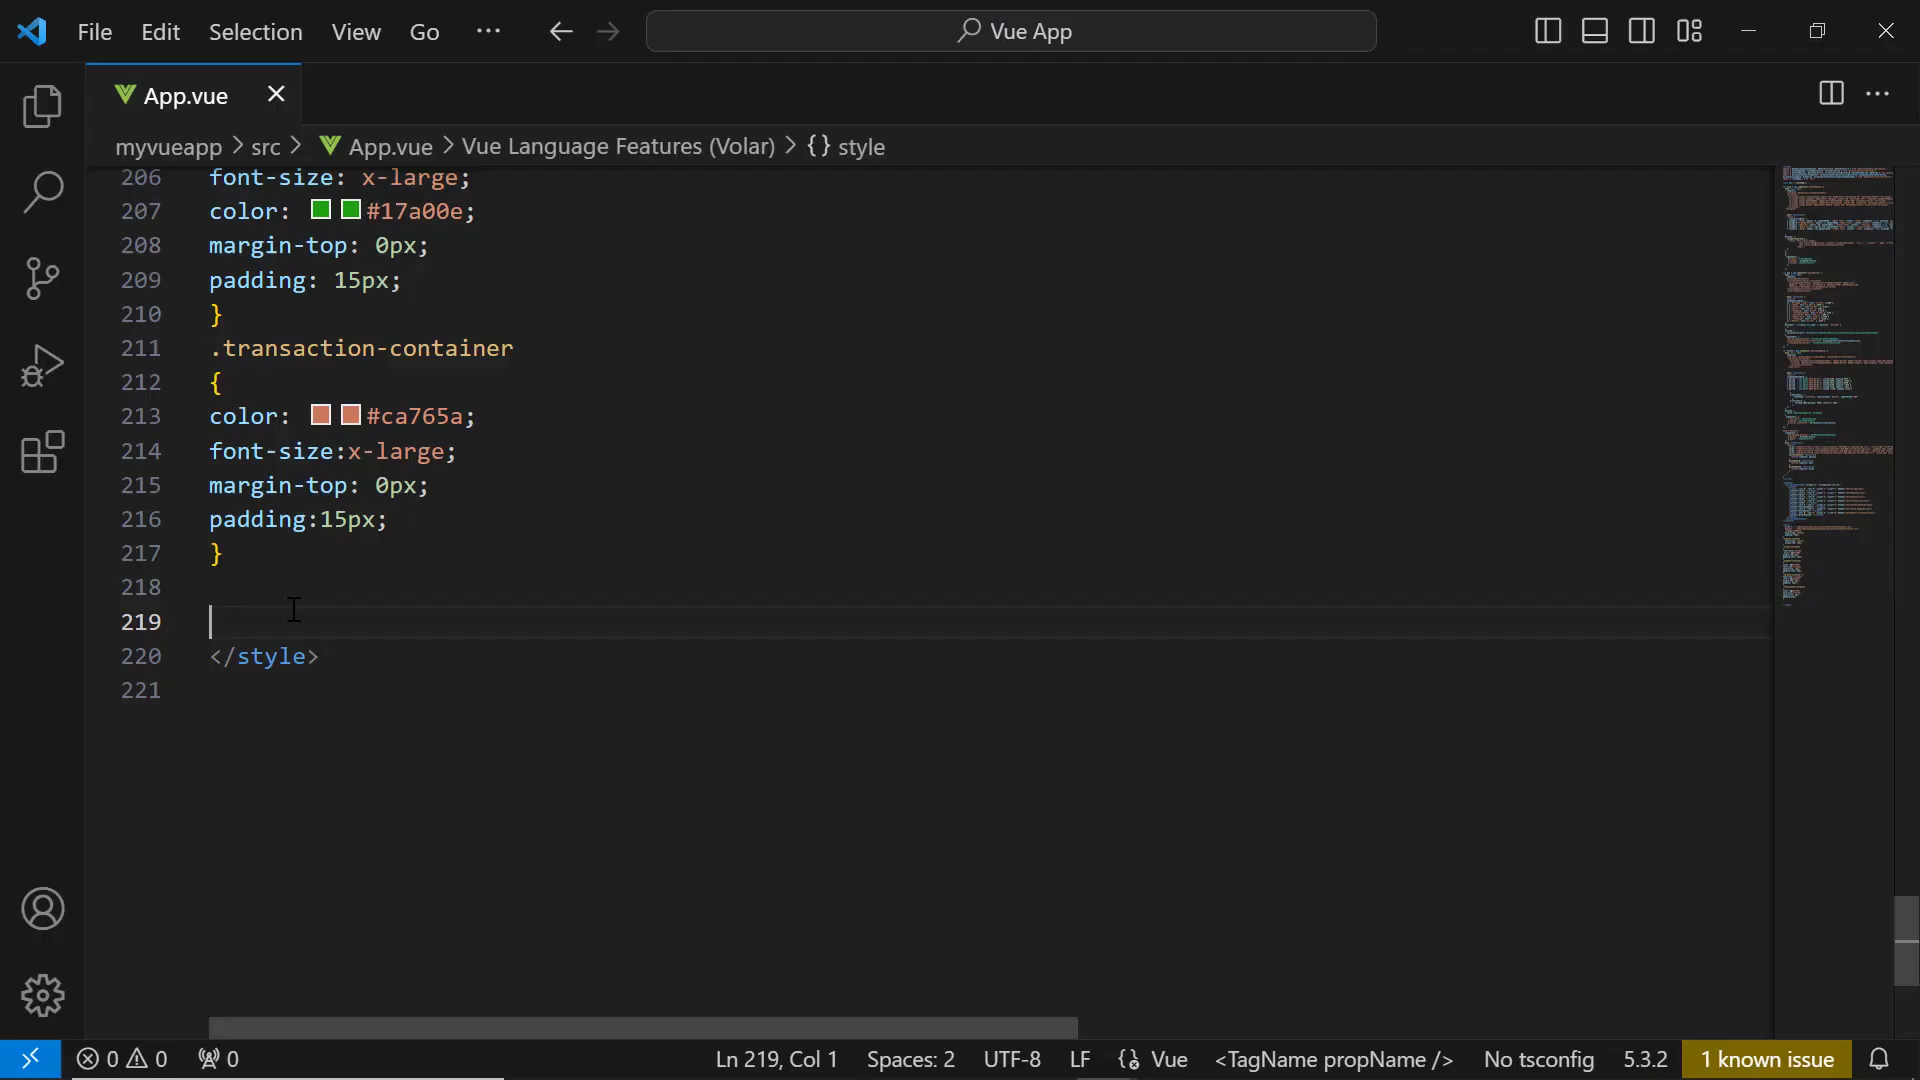 File Edit Selection View Go ... Vue App
App.vue
myvueapp > src > App.vue > Vue Language Features (Volar) > {} style
206 font-size: x-large;
207 color: #17a00e;
208 margin-top: 0px;
209 padding: 15px;
210 }
211 .transaction-container
212 {
213 color: #ca765a;
214 font-size:x-large;
215 margin-top: 0px;
216 padding:15px;
217 }
218
219
220 </style>
221
0 0 0 Ln 219, Col 1 Spaces: 2 UTF-8 LF Vue <TagName propName /> No tsconfig 5.3.2 1 known issue